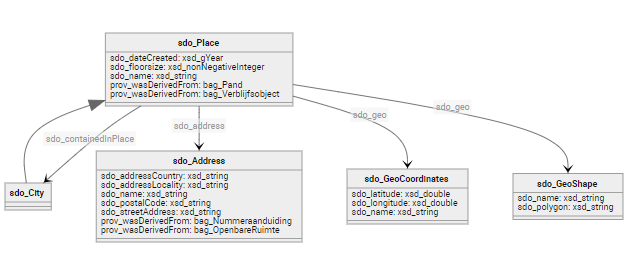 sdo_Place
sdo_dateCreated: xsd_gYear
sdo_floorsize: xsd_nonNegativeInteger
sdo_name: xsd_string
prov_wasDerivedFrom: bag_Pand
prov_wasDerivedFrom: bag_Verblijfsobject
sdo_geo
sdo_geo
sdo_address
sdo_containedInPlace
sdo_City
sdo_Address
sdo_addressCountry: xsd_string
sdo_addressLocality: xsd_string
sdo_name: xsd_string
sdo_postalCode: xsd_string
sdo_streetAddress: xsd_string
prov_wasDerivedFrom: bag_Nummeraanduiding
prov_wasDerivedFrom: bag_OpenbareRuimte
sdo_GeoCoordinates
sdo_latitude: xsd_double
sdo_longitude: xsd_double
sdo_name: xsd_string
sdo_GeoShape
sdo_name: xsd_string
sdo_polygon: xsd_string